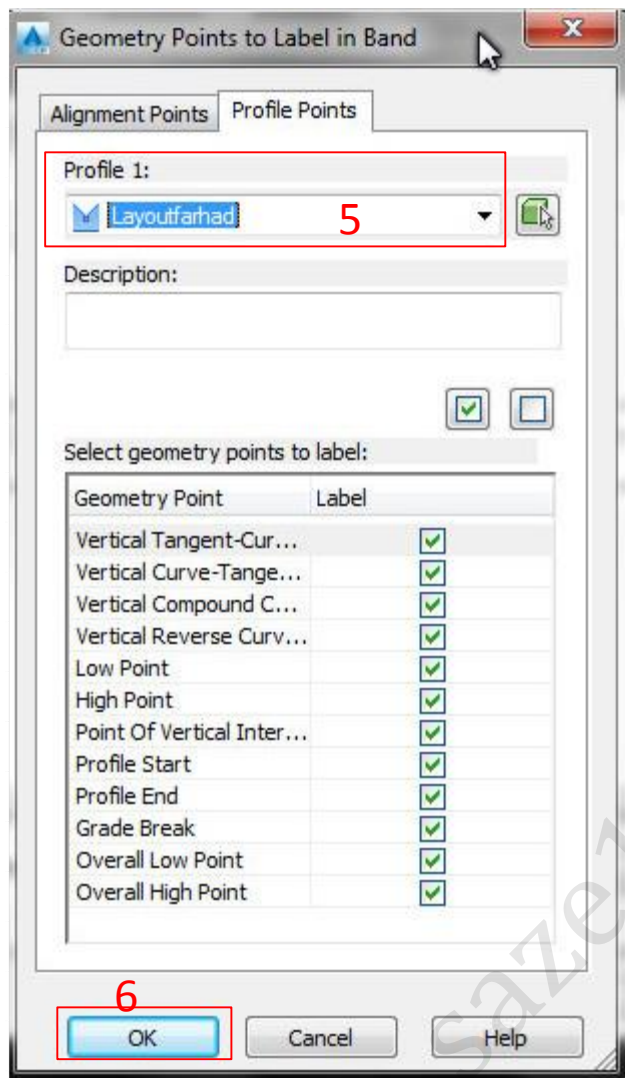 Geometry Points to Label in Band
Alignment Points Profile Points
Profile 1:
Layoutfarhad 5
Description:
Select geometry points to label:
Geometry Point Label
Vertical Tangent-Cur...
Vertical Curve-Tange...
Vertical Compound C...
Vertical Reverse Curv...
Low Point
High Point
Point Of Vertical Inter...
Profile Start
Profile End
Grade Break
Overall Low Point
Overall High Point
6
OK Cancel Help